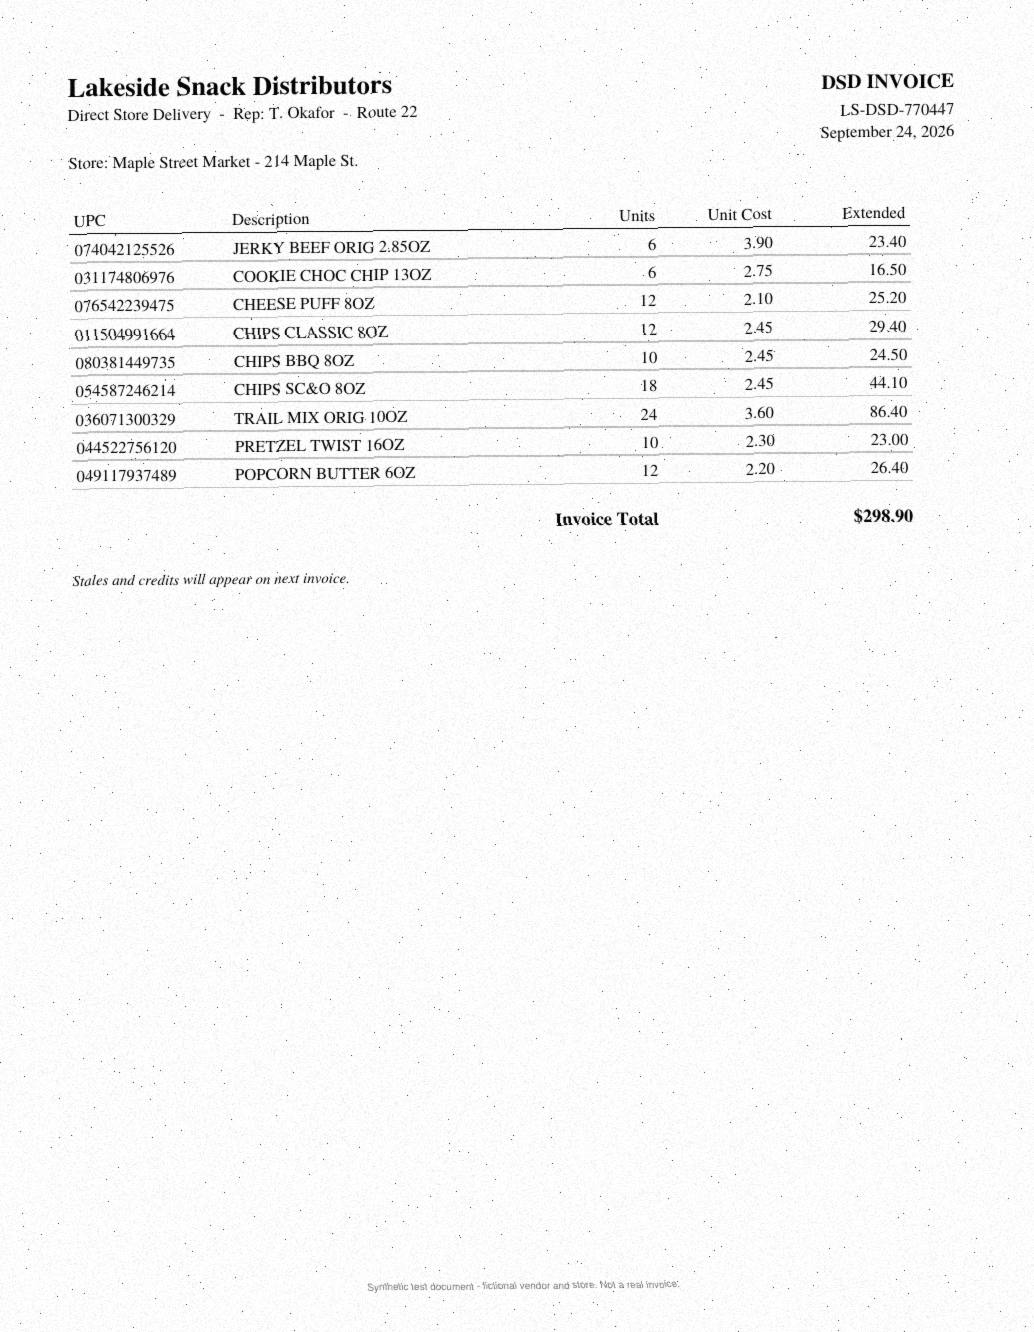 Lakeside Snack Distributors
Direct Store Delivery - Rep: T. Okafor - Route 22
DSD INVOICE
LS-DSD-770447
September 24, 2026
Store: Maple Street Market - 214 Maple St.
UPC Description Units Unit Cost Extended
074042125526 JERKY BEEF ORIG 2.85OZ 6 3.90 23.40
031174806976 COOKIE CHOC CHIP 13OZ 6 2.75 16.50
076542239475 CHEESE PUFF 8OZ 12 2.10 25.20
011504991664 CHIPS CLASSIC 8OZ 12 2.45 29.40
080381449735 CHIPS BBQ 8OZ 10 2.45 24.50
054587246214 CHIPS SC&O 8OZ 18 2.45 44.10
036071300329 TRAIL MIX ORIG 10OZ 24 3.60 86.40
044522756120 PRETZEL TWIST 16OZ 10 2.30 23.00
049117937489 POPCORN BUTTER 6OZ 12 2.20 26.40
Invoice Total $298.90
Stales and credits will appear on next invoice.
Synthetic test document - fictional vendor and store. Not a real invoice.